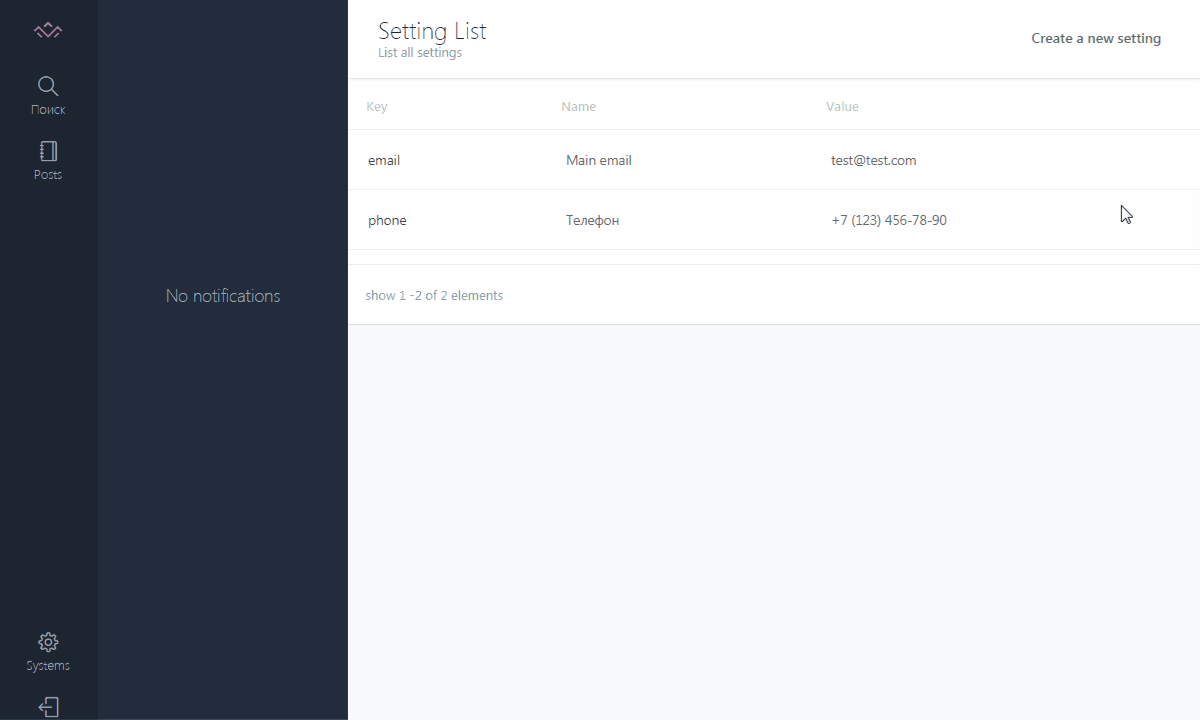 Поиск
Posts
Systems
No notifications
Setting List
List all settings
Create a new setting
Key Name Value
email Main email test@test.com
phone Телефон +7 (123) 456-78-90
show 1 -2 of 2 elements